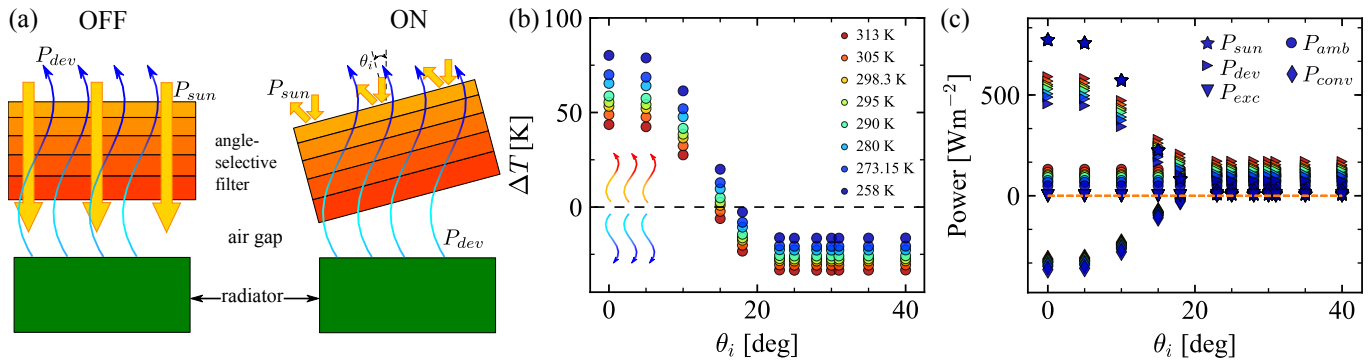 (a)
OFF
ON
P_dev
P_sun
P_sun
θ_i
angle-
selective
filter
air gap
P_dev
radiator
(b)
100
50
0
ΔT [K]
313 K
305 K
298.3 K
295 K
290 K
280 K
273.15 K
258 K
0
20
40
θ_i [deg]
(c)
500
0
Power [Wm⁻²]
P_sun
P_amb
P_dev
P_exc
P_conv
0
10
20
30
40
θ_i [deg]